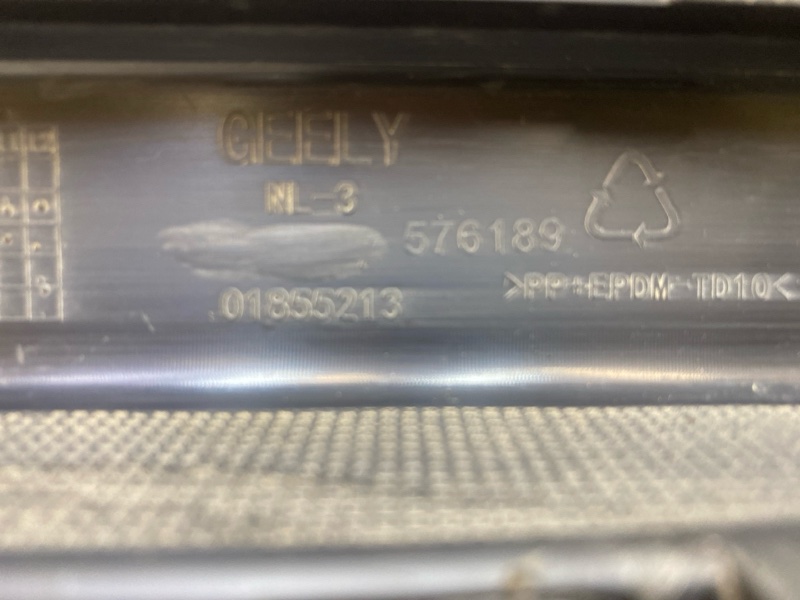 GEELY
NL-3
576189
01855213
>PP+EPDM-TD10<